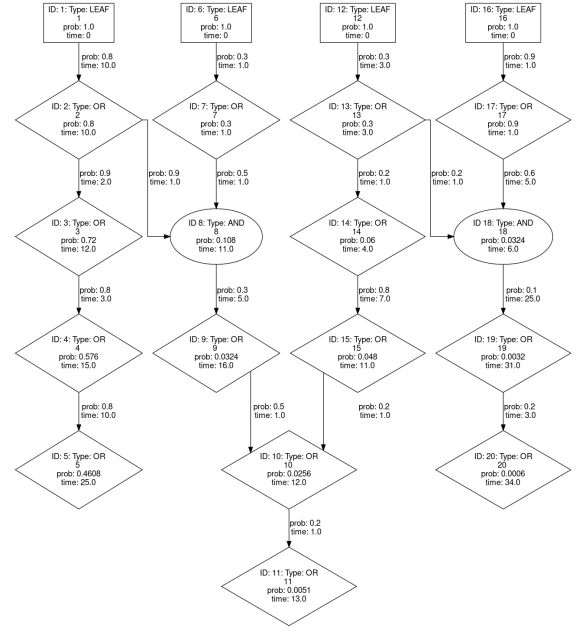 ID: 1: Type: LEAF
1
prob: 1.0
time: 0
ID: 6: Type: LEAF
6
prob: 1.0
time: 0
ID: 12: Type: LEAF
12
prob: 1.0
time: 0
ID: 16: Type: LEAF
16
prob: 1.0
time: 0
prob: 0.8
time: 10.0
prob: 0.3
time: 1.0
prob: 0.3
time: 3.0
prob: 0.9
time: 1.0
ID: 2: Type: OR
2
prob: 0.8
time: 10.0
ID: 7: Type: OR
7
prob: 0.3
time: 1.0
ID: 13: Type: OR
13
prob: 0.3
time: 3.0
ID: 17: Type: OR
17
prob: 0.9
time: 1.0
prob: 0.9
time: 2.0
prob: 0.9
time: 1.0
prob: 0.5
time: 1.0
prob: 0.2
time: 1.0
prob: 0.2
time: 1.0
prob: 0.6
time: 5.0
ID: 3: Type: OR
3
prob: 0.72
time: 12.0
ID 8: Type: AND
8
prob: 0.108
time: 11.0
ID: 14: Type: OR
14
prob: 0.06
time: 4.0
ID 18: Type: AND
18
prob: 0.0324
time: 6.0
prob: 0.8
time: 3.0
prob: 0.3
time: 5.0
prob: 0.8
time: 7.0
prob: 0.1
time: 25.0
ID: 4: Type: OR
4
prob: 0.576
time: 15.0
ID: 9: Type: OR
9
prob: 0.0324
time: 16.0
ID: 15: Type: OR
15
prob: 0.048
time: 11.0
ID: 19: Type: OR
19
prob: 0.0032
time: 31.0
prob: 0.8
time: 10.0
prob: 0.5
time: 1.0
prob: 0.2
time: 1.0
prob: 0.2
time: 3.0
ID: 5: Type: OR
5
prob: 0.4608
time: 25.0
ID: 10: Type: OR
10
prob: 0.0256
time: 12.0
ID: 20: Type: OR
20
prob: 0.0006
time: 34.0
prob: 0.2
time: 1.0
ID: 11: Type: OR
11
prob: 0.0051
time: 13.0